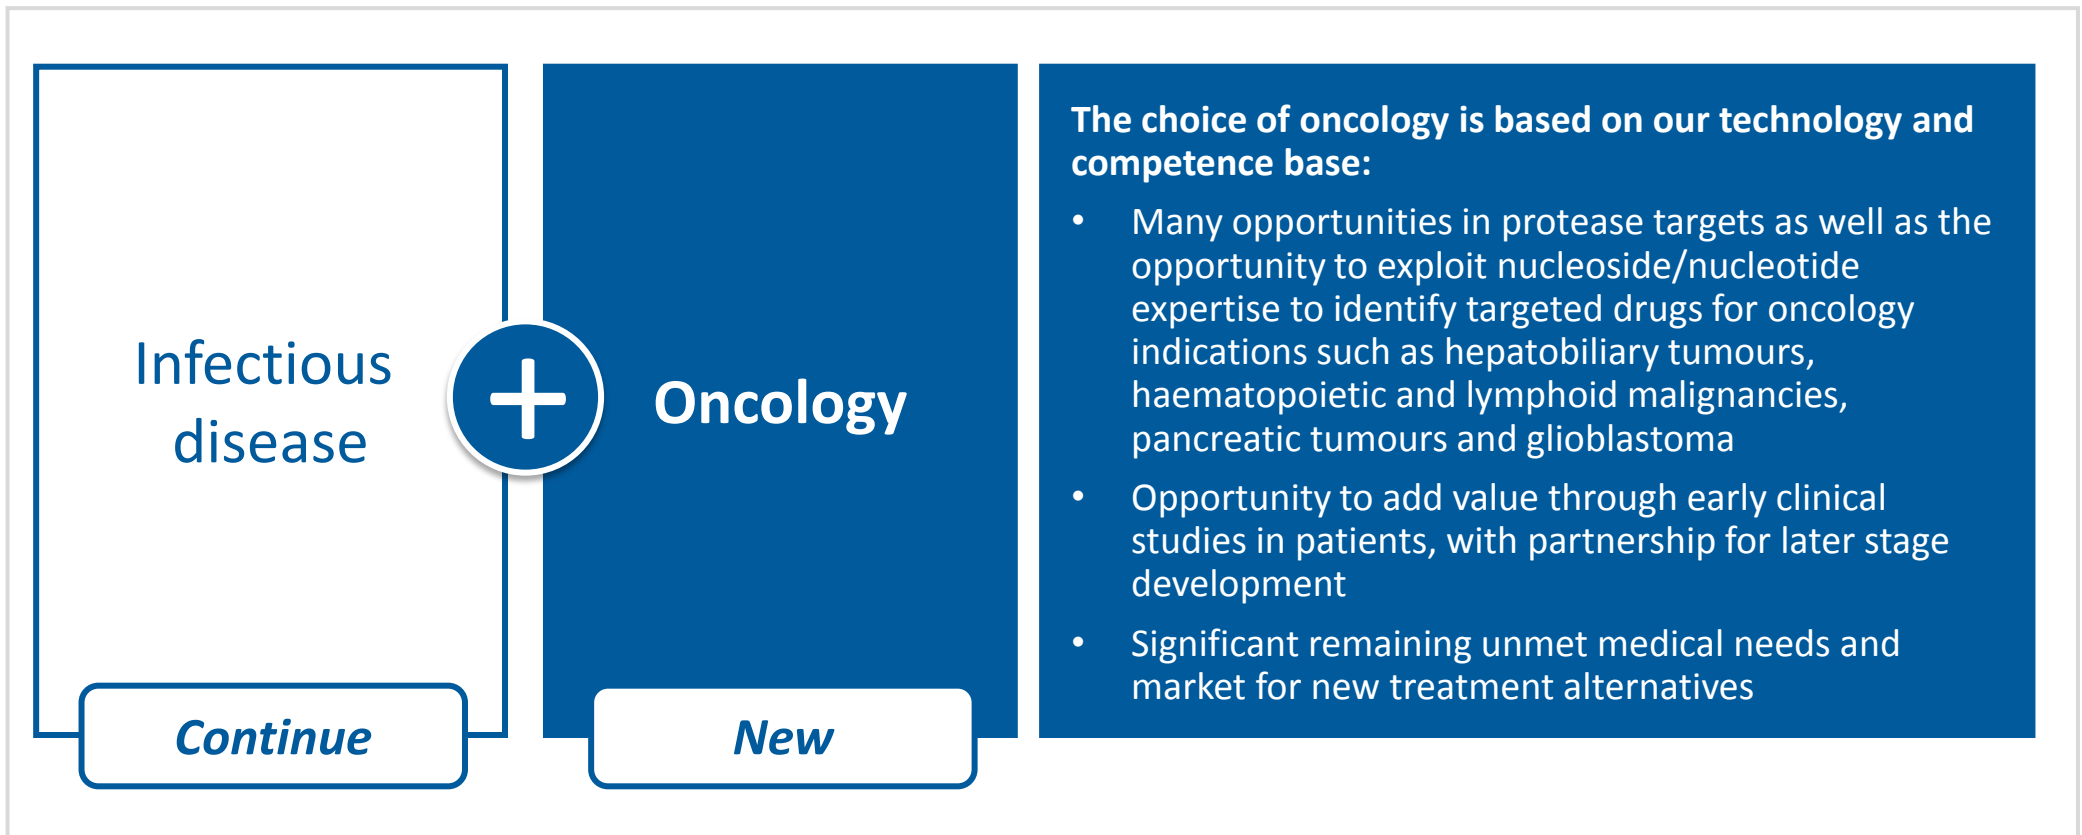 Infectious
disease
Continue
+
Oncology
New
The choice of oncology is based on our technology and
competence base:
• Many opportunities in protease targets as well as the
opportunity to exploit nucleoside/nucleotide
expertise to identify targeted drugs for oncology
indications such as hepatobiliary tumours,
haematopoietic and lymphoid malignancies,
pancreatic tumours and glioblastoma
• Opportunity to add value through early clinical
studies in patients, with partnership for later stage
development
• Significant remaining unmet medical needs and
market for new treatment alternatives